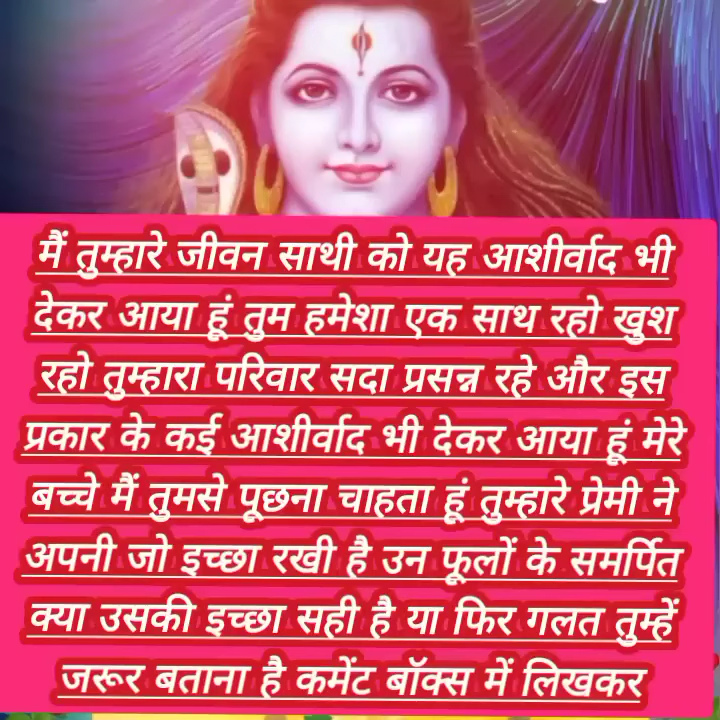 मैं तुम्हारे जीवन साथी को यह आशीर्वाद भी
देकर आया हूं तुम हमेशा एक साथ रहो खुश
रहो तुम्हारा परिवार सदा प्रसन्न रहे और इस
प्रकार के कई आशीर्वाद भी देकर आया हूं मेरे
बच्चे मैं तुमसे पूछना चाहता हूं तुम्हारे प्रेमी ने
अपनी जो इच्छा रखी है उन फूलों के समर्पित
क्या उसकी इच्छा सही है या फिर गलत तुम्हें
जरूर बताना है कमेंट बॉक्स में लिखकर